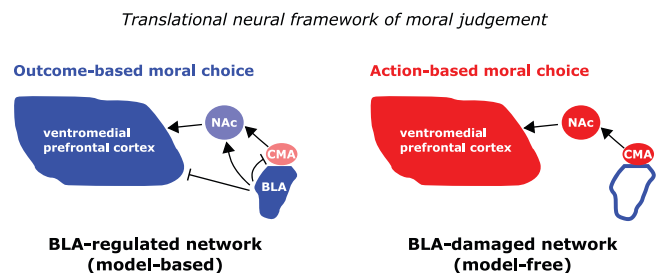 Translational neural framework of moral judgement
Outcome-based moral choice
ventromedial
prefrontal cortex
NAc
CMA
BLA
BLA-regulated network
(model-based)
Action-based moral choice
ventromedial
prefrontal cortex
NAc
CMA
BLA-damaged network
(model-free)